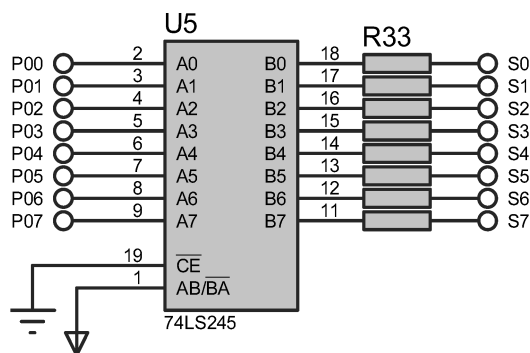 U5 R33
P00 2 A0 B0 18 S0
P01 3 A1 B1 17 S1
P02 4 A2 B2 16 S2
P03 5 A3 B3 15 S3
P04 6 A4 B4 14 S4
P05 7 A5 B5 13 S5
P06 8 A6 B6 12 S6
P07 9 A7 B7 11 S7
19 C̅E̅
1 AB/B̅A̅
74LS245